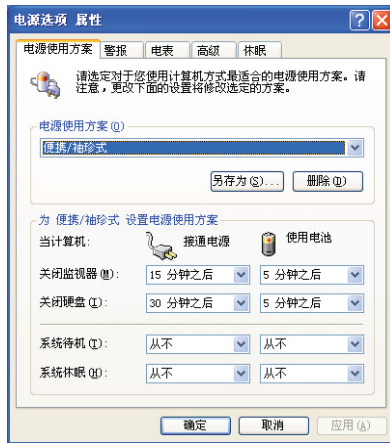 电源选项 属性
电源使用方案 警报 电表 高级 休眠
请选定对于您使用计算机方式最适合的电源使用方案。请
注意，更改下面的设置将修改选定的方案。
电源使用方案(O)
便携/袖珍式
另存为(S)... 删除(D)
为 便携/袖珍式 设置电源使用方案
当计算机: 接通电源 使用电池
关闭监视器(M): 15 分钟之后 5 分钟之后
关闭硬盘(I): 30 分钟之后 5 分钟之后
系统待机(T): 从不 从不
系统休眠(H): 从不 从不
确定 取消 应用(A)